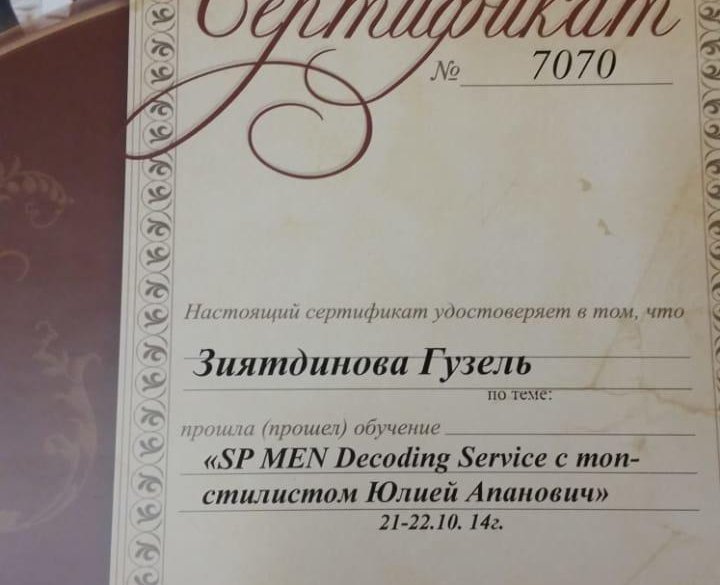 Сертификат
№ 7070
Настоящий сертификат удостоверяет в том, что
Зиятдинова Гузель
по теме:
прошла (прошел) обучение
«SP MEN Decoding Service с топ-
стилистом Юлией Апанович»
21-22.10. 14г.